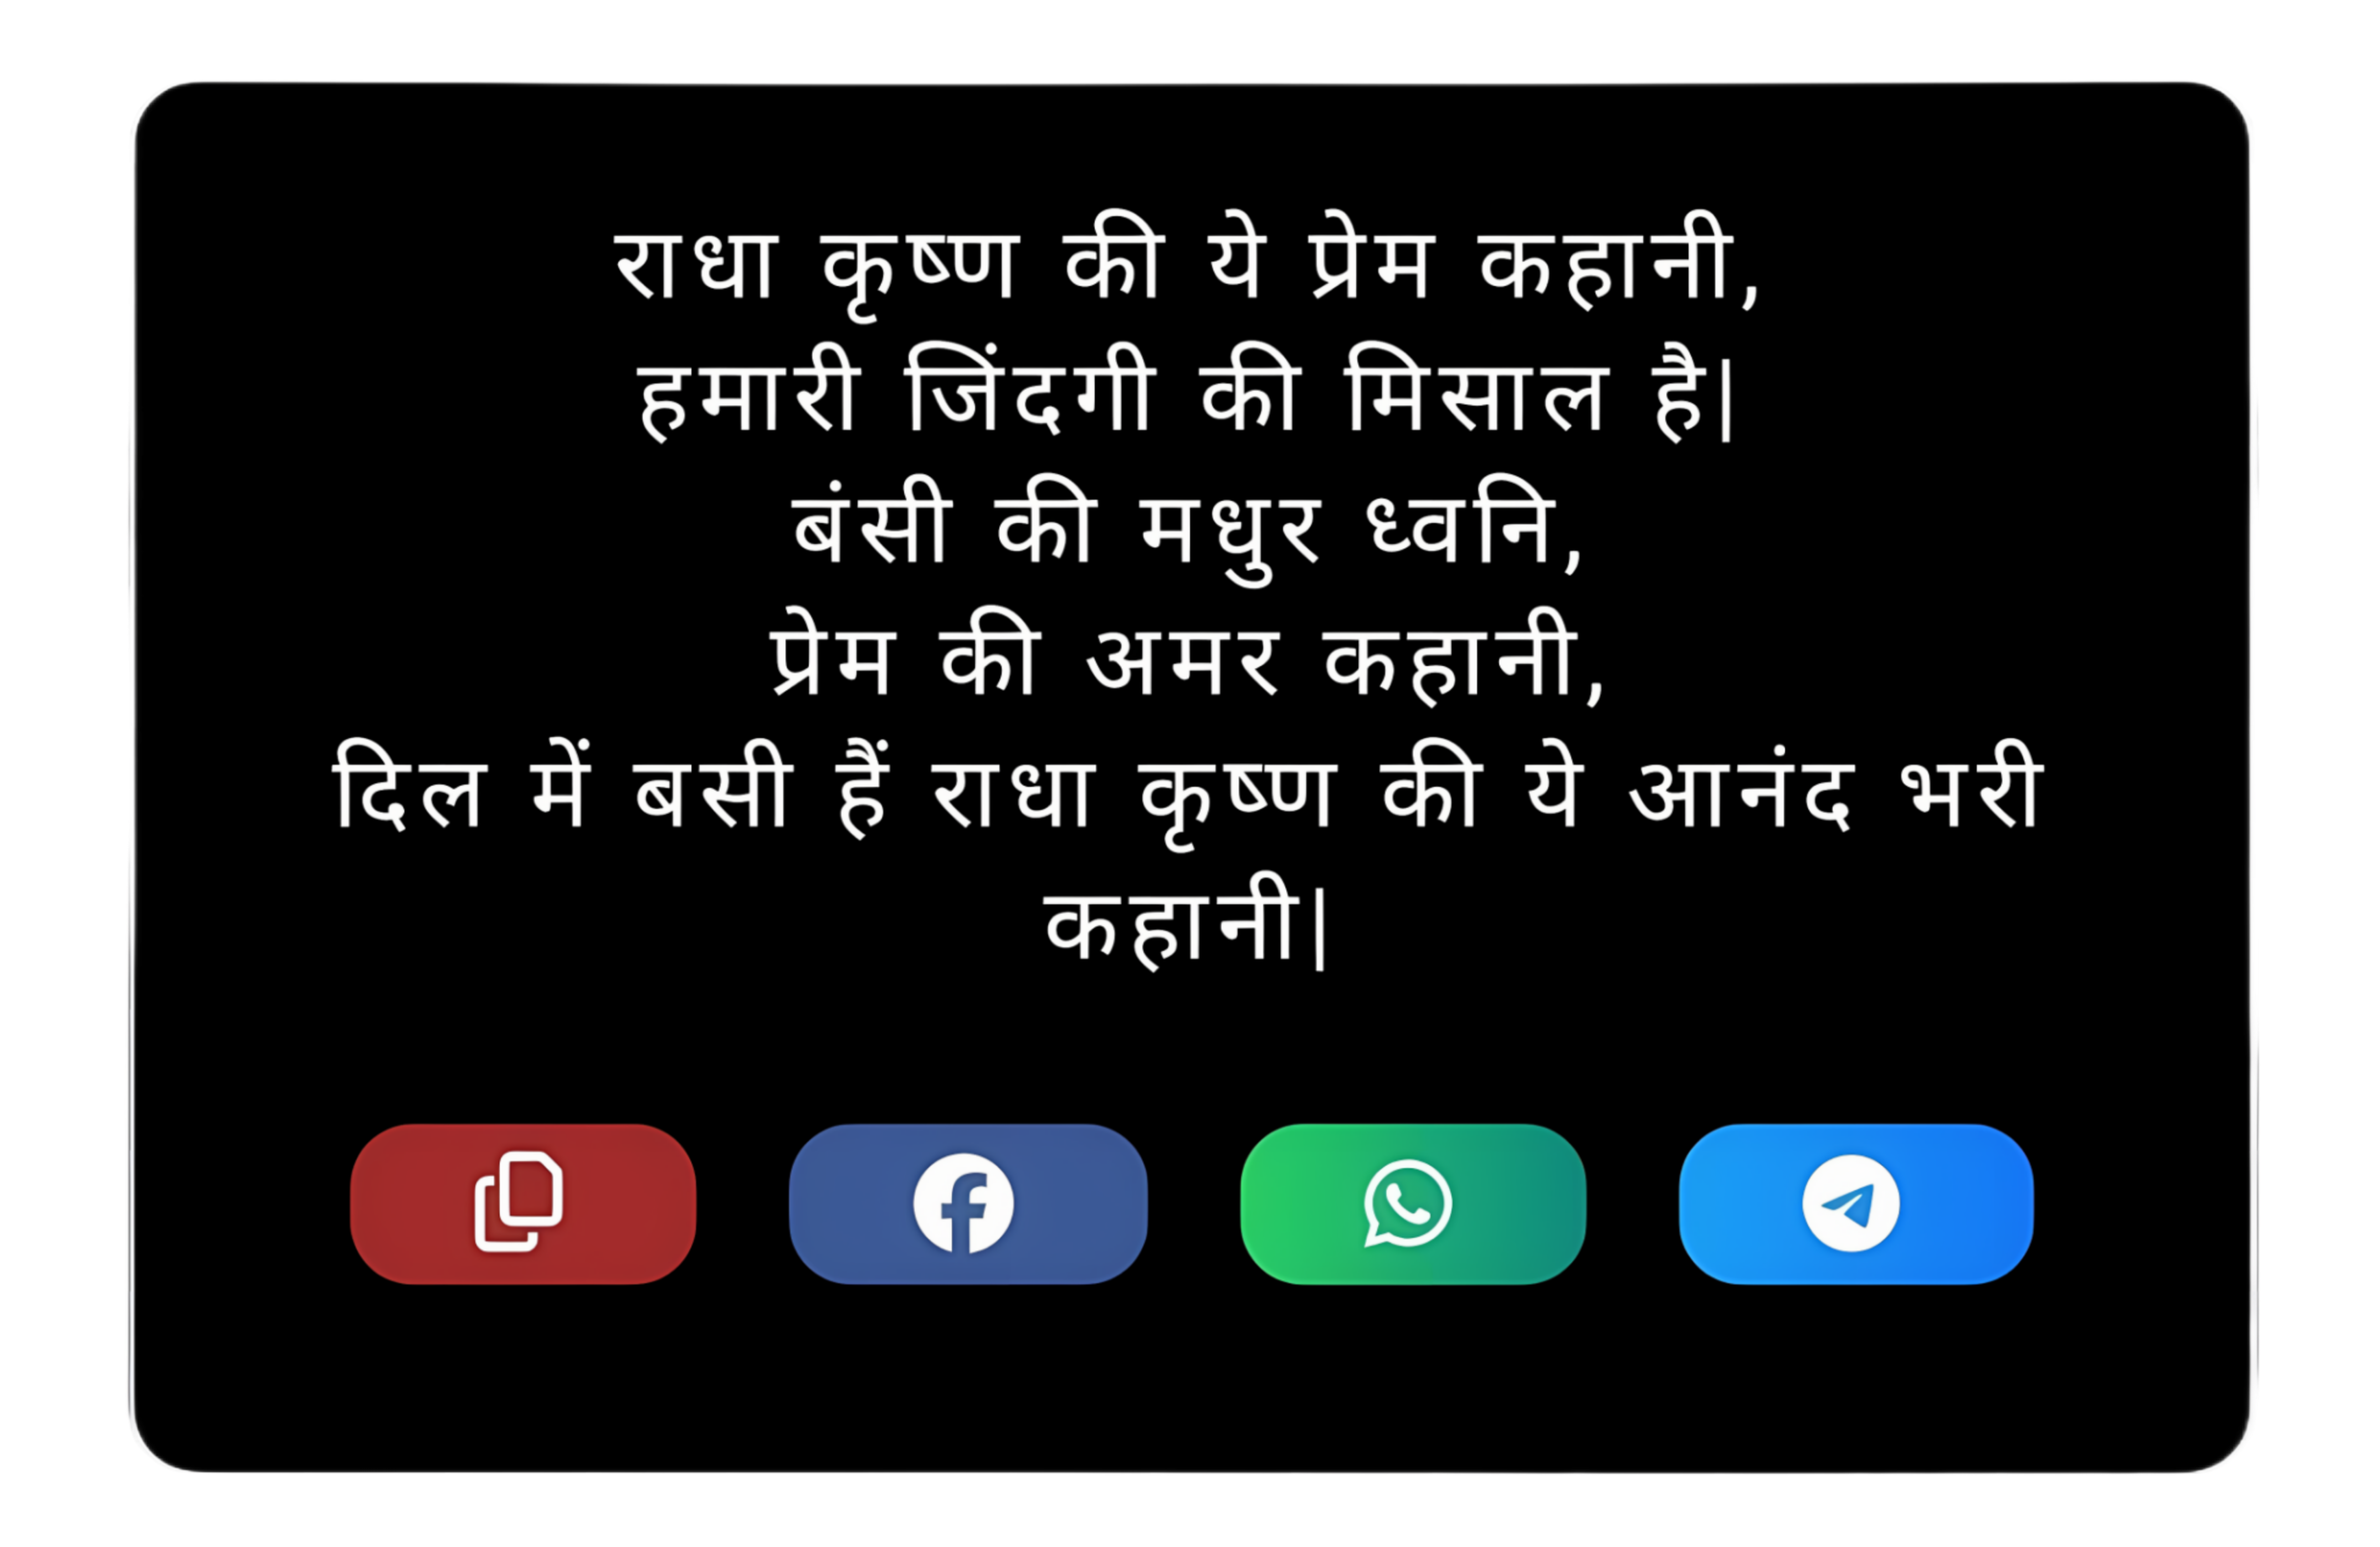 राधा कृष्ण की ये प्रेम कहानी,
हमारी जिंदगी की मिसाल है|
बंसी की मधुर ध्वनि,
प्रेम की अमर कहानी,
दिल में बसी हैं राधा कृष्ण की ये आनंद भरी
कहानी|